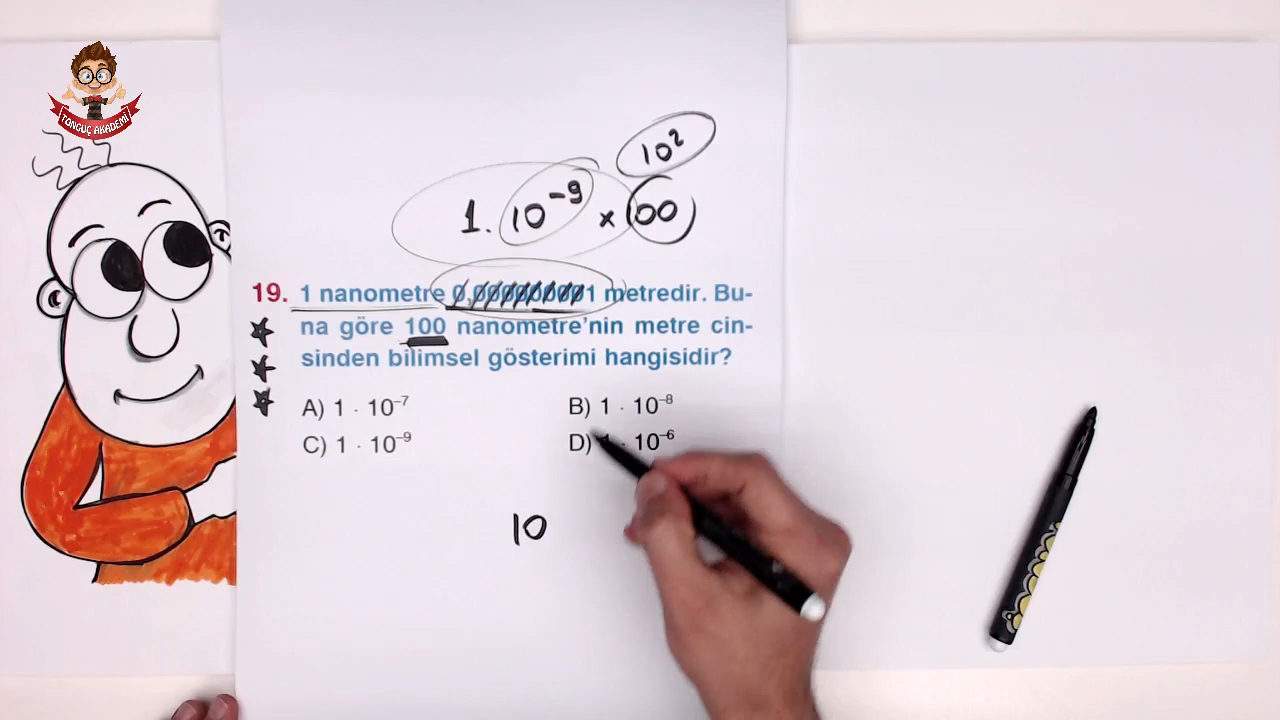 TONGUÇ AKADEMİ
10²
1. 10⁻⁹ x 100
19. 1 nanometre 0,000000001 metredir. Bu-
na göre 100 nanometre'nin metre cin-
sinden bilimsel gösterimi hangisidir?
A) 1 · 10⁻⁷ B) 1 · 10⁻⁸
C) 1 · 10⁻⁹ D) 1 · 10⁻⁶
10